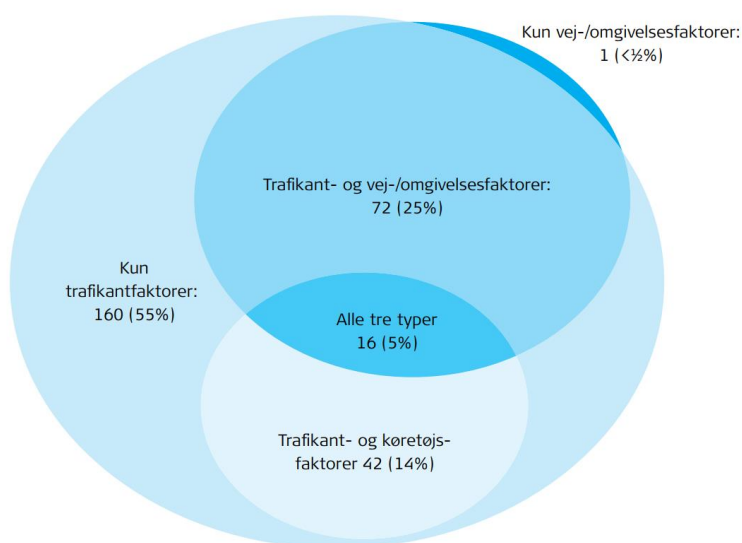 Kun vej-/omgivelsesfaktorer:
1 (<½%)
Trafikant- og vej-/omgivelsesfaktorer:
72 (25%)
Kun
trafikantfaktorer:
160 (55%)
Alle tre typer
16 (5%)
Trafikant- og køretøjs-
faktorer 42 (14%)